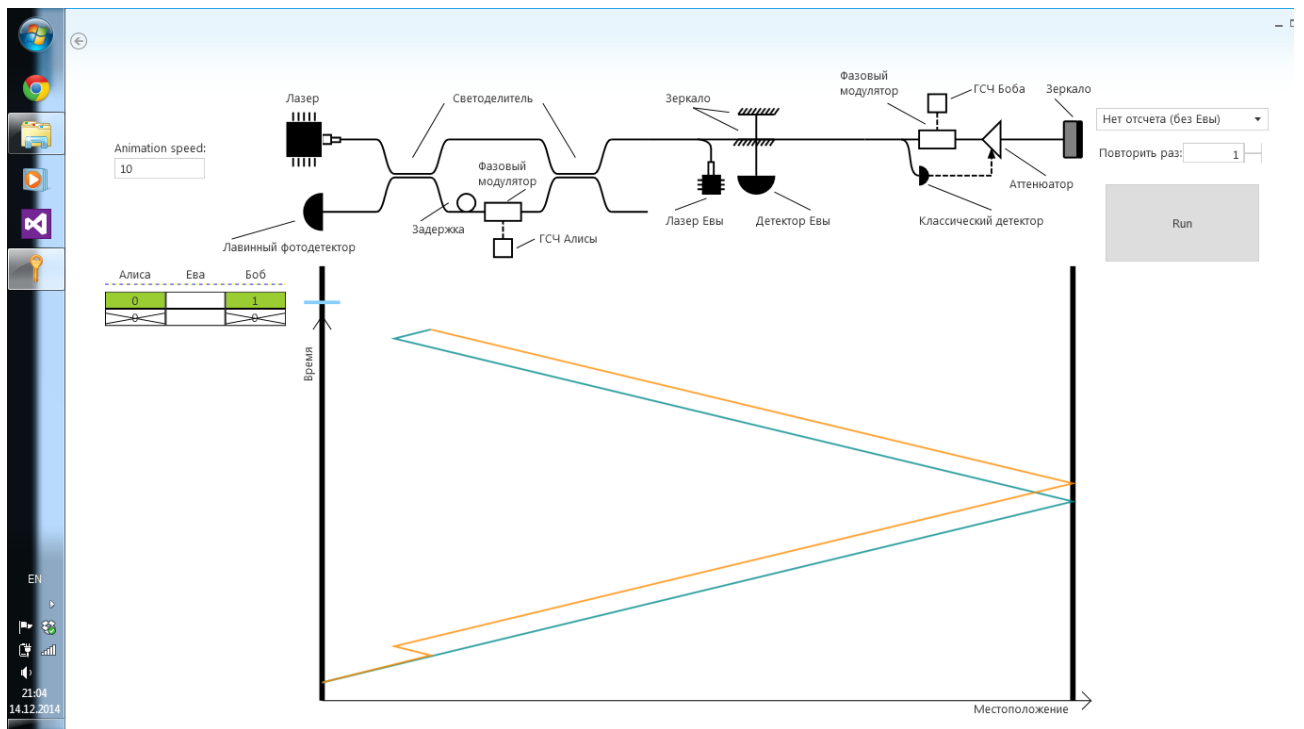 Фазовый
модулятор
ГСЧ Боба
Зеркало
Лазер
Светоделитель
Зеркало
Нет отсчета (без Евы)
Animation speed:
10
Повторить раз:
1
Фазовый
модулятор
Аттенюатор
Задержка
Лазер Евы
Детектор Евы
Классический детектор
Run
ГСЧ Алисы
Лавинный фотодетектор
Алиса
Ева
Боб
0
1
0
0
Время
Местоположение
EN
21:04
14.12.2014